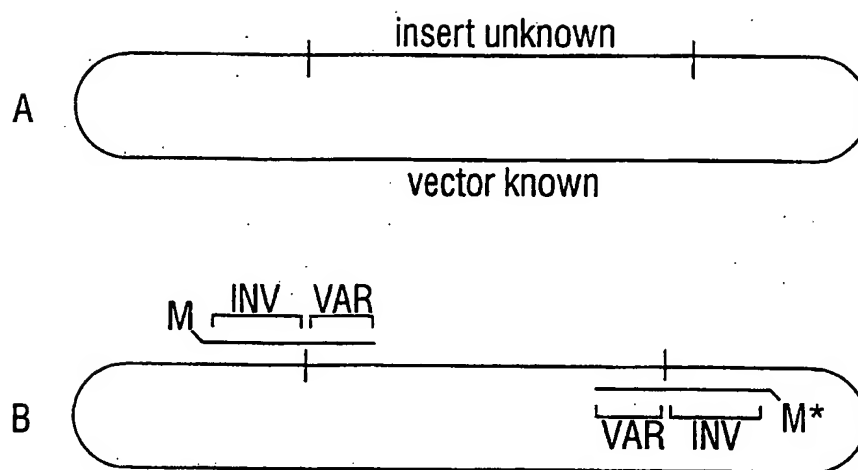 insert unknown
A
vector known
INV VAR
M
B
VAR INV
M*